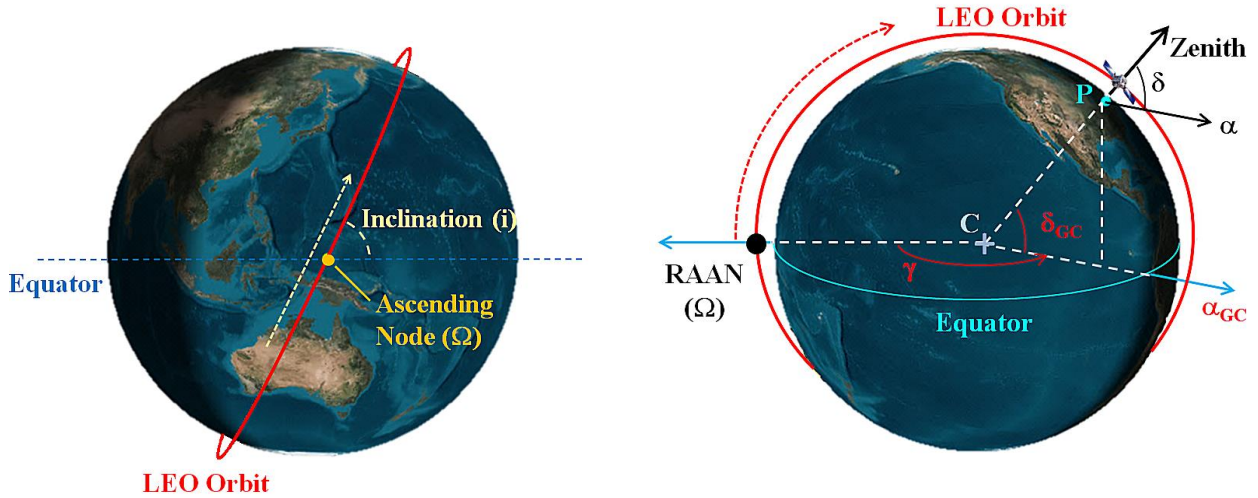 Inclination (i)
Equator
Ascending
Node (Ω)
LEO Orbit
LEO Orbit
Zenith
δ
P
α
C
δGC
RAAN
(Ω)
γ
αGC
Equator